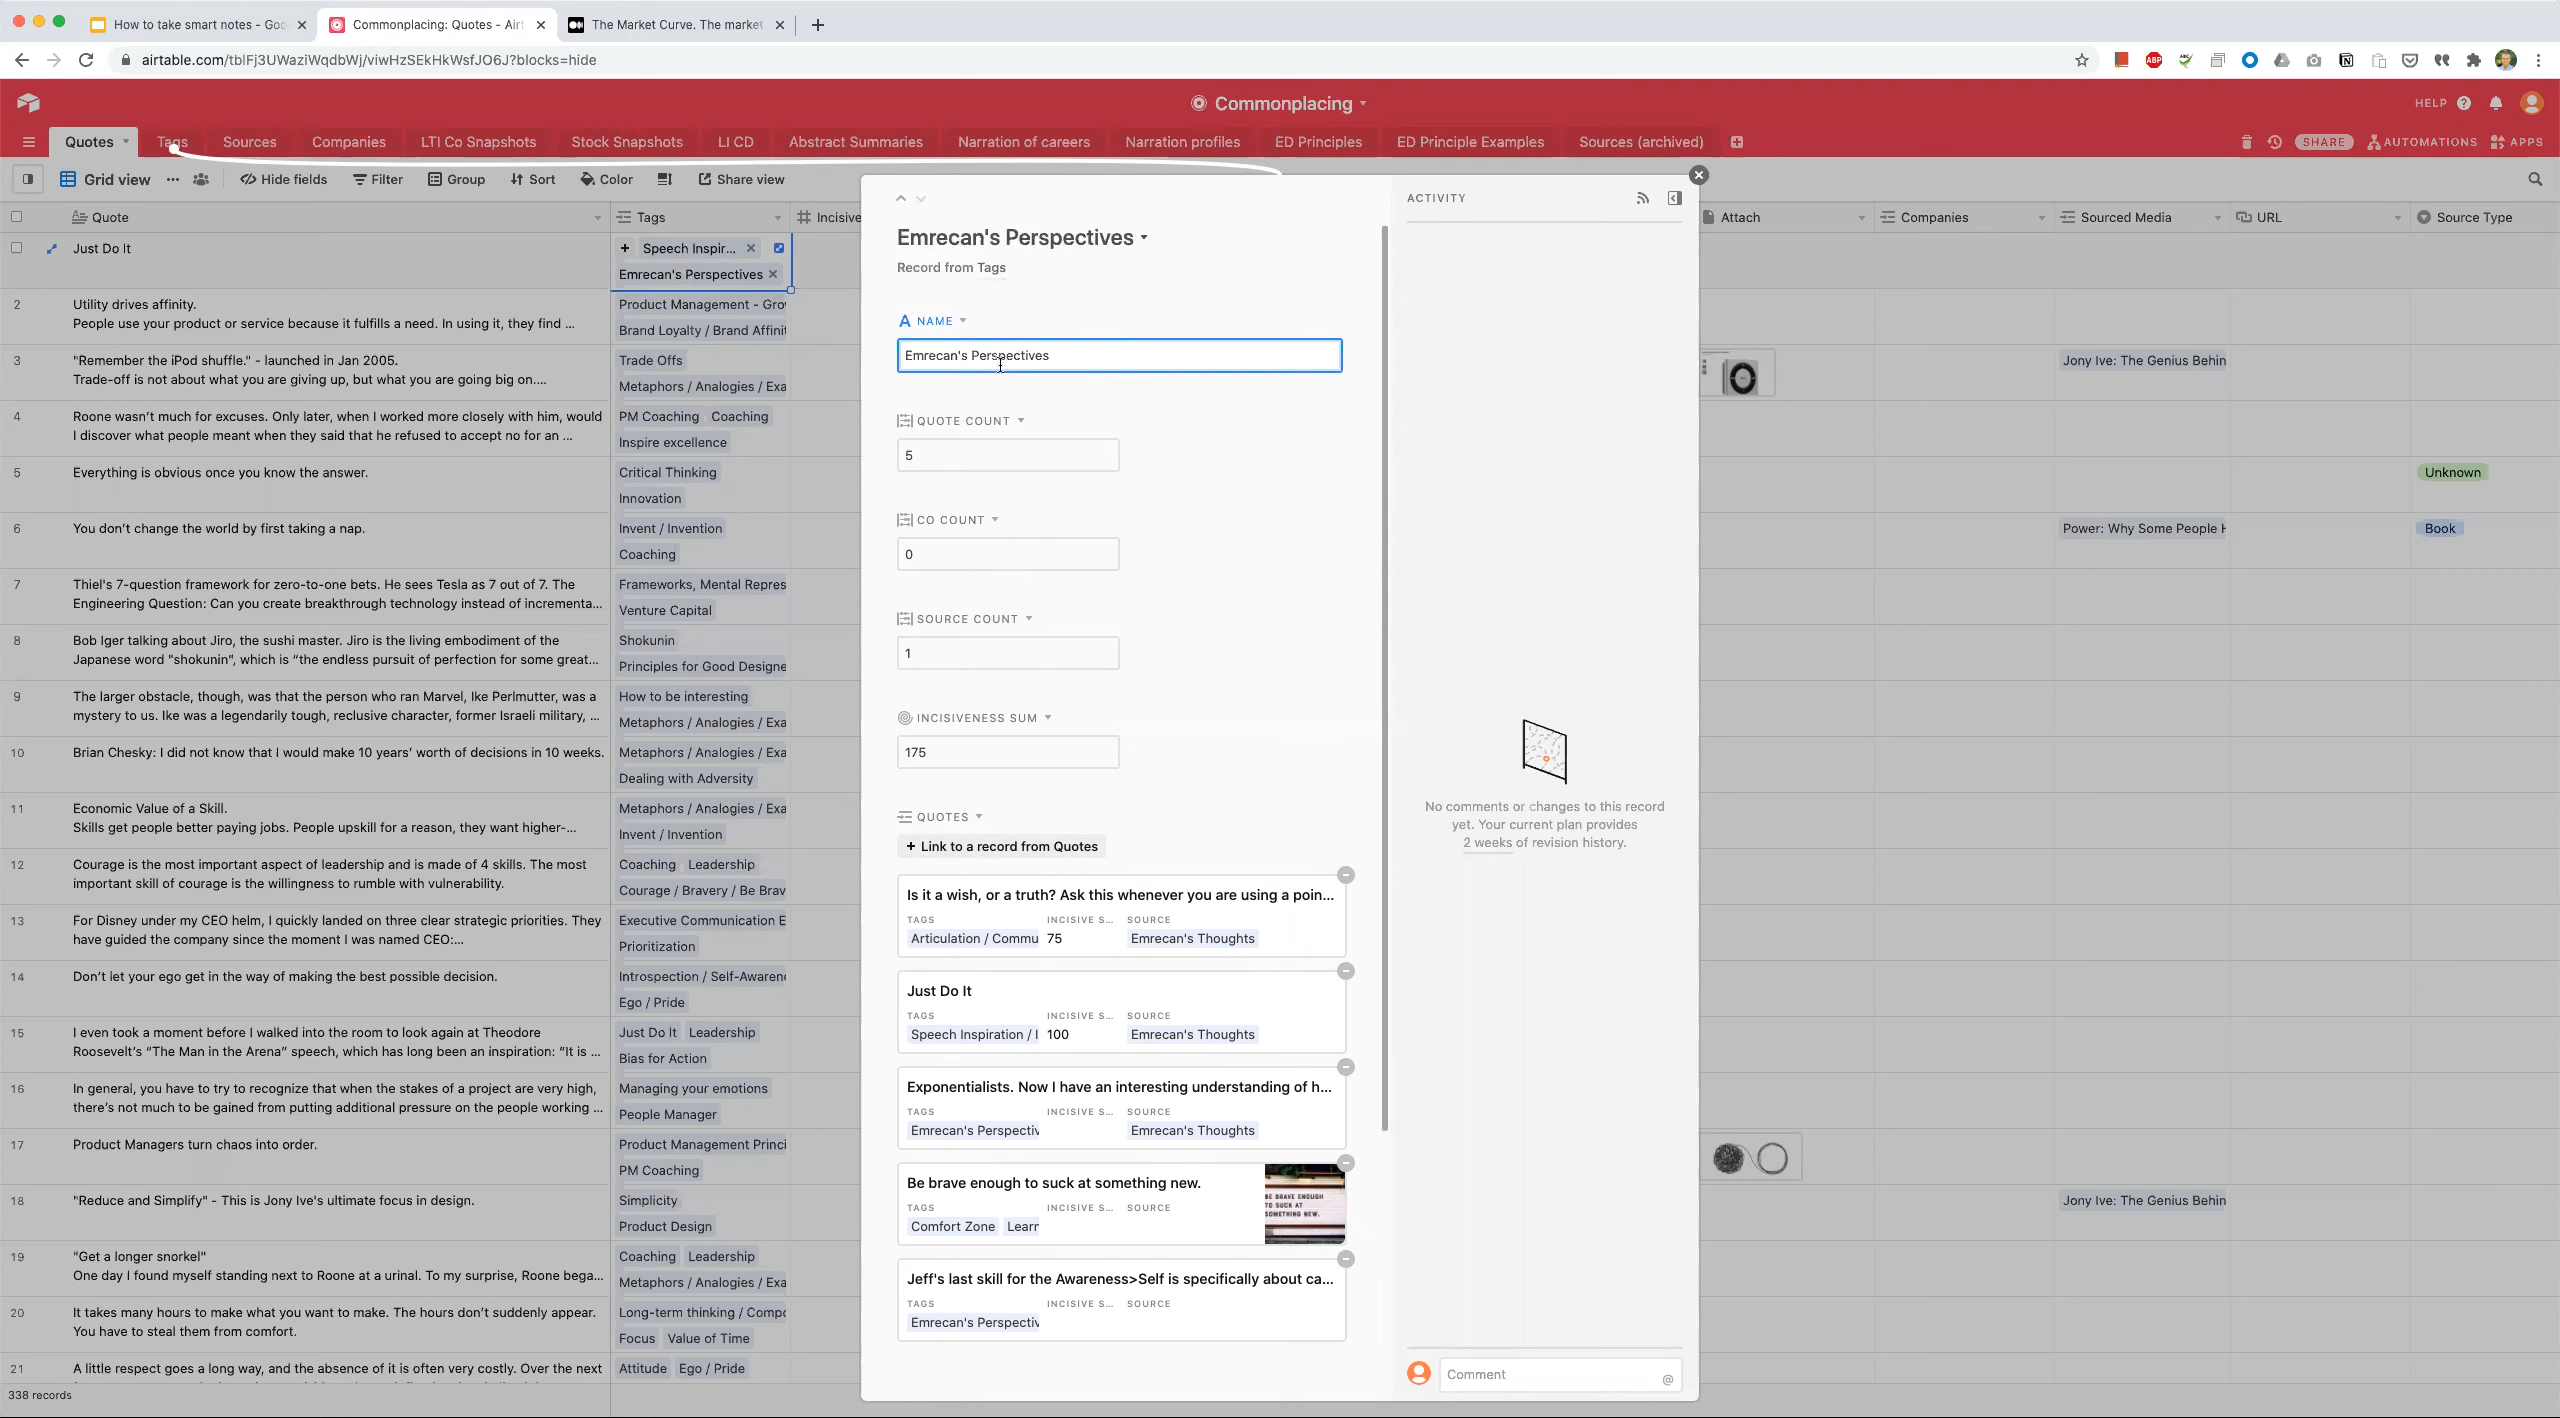 How to take smart notes - Goo
Commonplacing: Quotes - Airt
The Market Curve. The market
airtable.com/tblFj3UWaziWqdbWj/viwHzSEkHkWsfJO6J?blocks=hide
Commonplacing
HELP
Quotes
Tags
Sources
Companies
LTI Co Snapshots
Stock Snapshots
LI CD
Abstract Summaries
Narration of careers
Narration profiles
ED Principles
ED Principle Examples
Sources (archived)
SHARE
AUTOMATIONS
APPS
Grid view
Hide fields
Filter
Group
Sort
Color
Share view
Quote
Tags
Incisive
Attach
Companies
Sourced Media
URL
Source Type
Just Do It
Speech Inspir...
Emrecan's Perspectives
2
Utility drives affinity.
People use your product or service because it fulfills a need. In using it, they find ...
Product Management - Grow
Brand Loyalty / Brand Affinit
3
"Remember the iPod shuffle." - launched in Jan 2005.
Trade-off is not about what you are giving up, but what you are going big on....
Trade Offs
Metaphors / Analogies / Exa
Jony Ive: The Genius Behin
4
Roone wasn't much for excuses. Only later, when I worked more closely with him, would
I discover what people meant when they said that he refused to accept no for an ...
PM Coaching Coaching
Inspire excellence
5
Everything is obvious once you know the answer.
Critical Thinking
Innovation
Unknown
6
You don't change the world by first taking a nap.
Invent / Invention
Coaching
Power: Why Some People H
Book
7
Thiel's 7-question framework for zero-to-one bets. He sees Tesla as 7 out of 7. The
Engineering Question: Can you create breakthrough technology instead of incrementa...
Frameworks, Mental Repres
Venture Capital
8
Bob Iger talking about Jiro, the sushi master. Jiro is the living embodiment of the
Japanese word "shokunin", which is “the endless pursuit of perfection for some great...
Shokunin
Principles for Good Designe
9
The larger obstacle, though, was that the person who ran Marvel, Ike Perlmutter, was a
mystery to us. Ike was a legendarily tough, reclusive character, former Israeli military, ...
How to be interesting
Metaphors / Analogies / Exa
10
Brian Chesky: I did not know that I would make 10 years' worth of decisions in 10 weeks.
Metaphors / Analogies / Exa
Dealing with Adversity
11
Economic Value of a Skill.
Skills get people better paying jobs. People upskill for a reason, they want higher-...
Metaphors / Analogies / Exa
Invent / Invention
12
Courage is the most important aspect of leadership and is made of 4 skills. The most
important skill of courage is the willingness to rumble with vulnerability.
Coaching Leadership
Courage / Bravery / Be Brav
13
For Disney under my CEO helm, I quickly landed on three clear strategic priorities. They
have guided the company since the moment I was named CEO:...
Executive Communication E
Prioritization
14
Don't let your ego get in the way of making the best possible decision.
Introspection / Self-Awarene
Ego / Pride
15
I even took a moment before I walked into the room to look again at Theodore
Roosevelt's “The Man in the Arena” speech, which has long been an inspiration: “It is ...
Just Do It Leadership
Bias for Action
16
In general, you have to try to recognize that when the stakes of a project are very high,
there's not much to be gained from putting additional pressure on the people working ...
Managing your emotions
People Manager
17
Product Managers turn chaos into order.
Product Management Princi
PM Coaching
18
"Reduce and Simplify" - This is Jony Ive's ultimate focus in design.
Simplicity
Product Design
Jony Ive: The Genius Behin
19
"Get a longer snorkel"
One day I found myself standing next to Roone at a urinal. To my surprise, Roone bega...
Coaching Leadership
Metaphors / Analogies / Exa
20
It takes many hours to make what you want to make. The hours don't suddenly appear.
You have to steal them from comfort.
Long-term thinking / Compo
Focus Value of Time
21
A little respect goes a long way, and the absence of it is often very costly. Over the next
Attitude Ego / Pride
338 records
Emrecan's Perspectives
Record from Tags
NAME
Emrecan's Perspectives
QUOTE COUNT
5
CO COUNT
0
SOURCE COUNT
1
INCISIVENESS SUM
175
QUOTES
+ Link to a record from Quotes
Is it a wish, or a truth? Ask this whenever you are using a poin...
TAGS INCISIVE S... SOURCE
Articulation / Commu 75 Emrecan's Thoughts
Just Do It
TAGS INCISIVE S... SOURCE
Speech Inspiration / I 100 Emrecan's Thoughts
Exponentialists. Now I have an interesting understanding of h...
TAGS INCISIVE S... SOURCE
Emrecan's Perspectiv Emrecan's Thoughts
Be brave enough to suck at something new.
TAGS INCISIVE S... SOURCE
Comfort Zone Learn
BE BRAVE ENOUGH
TO SUCK AT
SOMETHING NEW.
Jeff's last skill for the Awareness>Self is specifically about ca...
TAGS INCISIVE S... SOURCE
Emrecan's Perspectiv
ACTIVITY
No comments or changes to this record
yet. Your current plan provides
2 weeks of revision history.
Comment
@